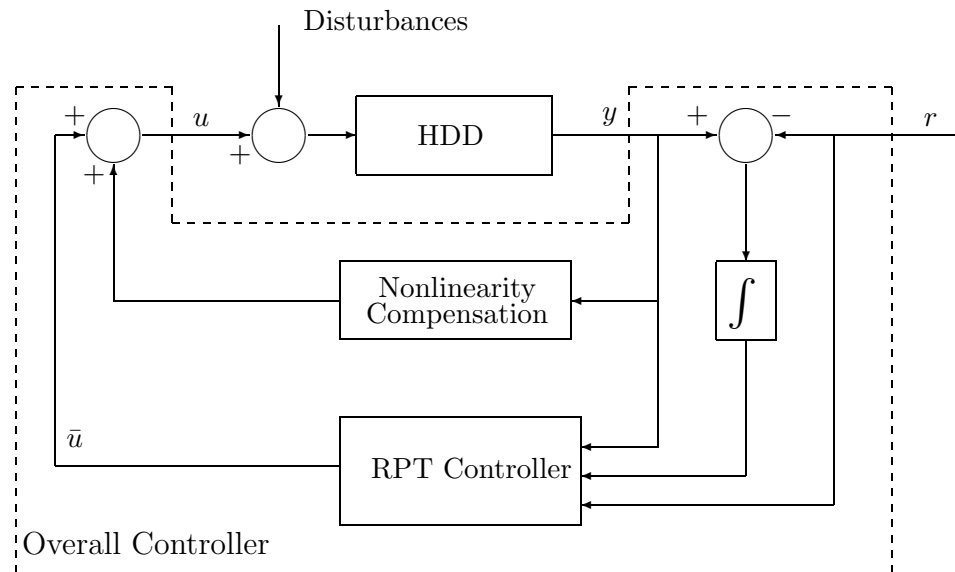 Disturbances
+
u
+
HDD
y
+
−
r
+
Nonlinearity
Compensation
∫
ū
RPT Controller
Overall Controller